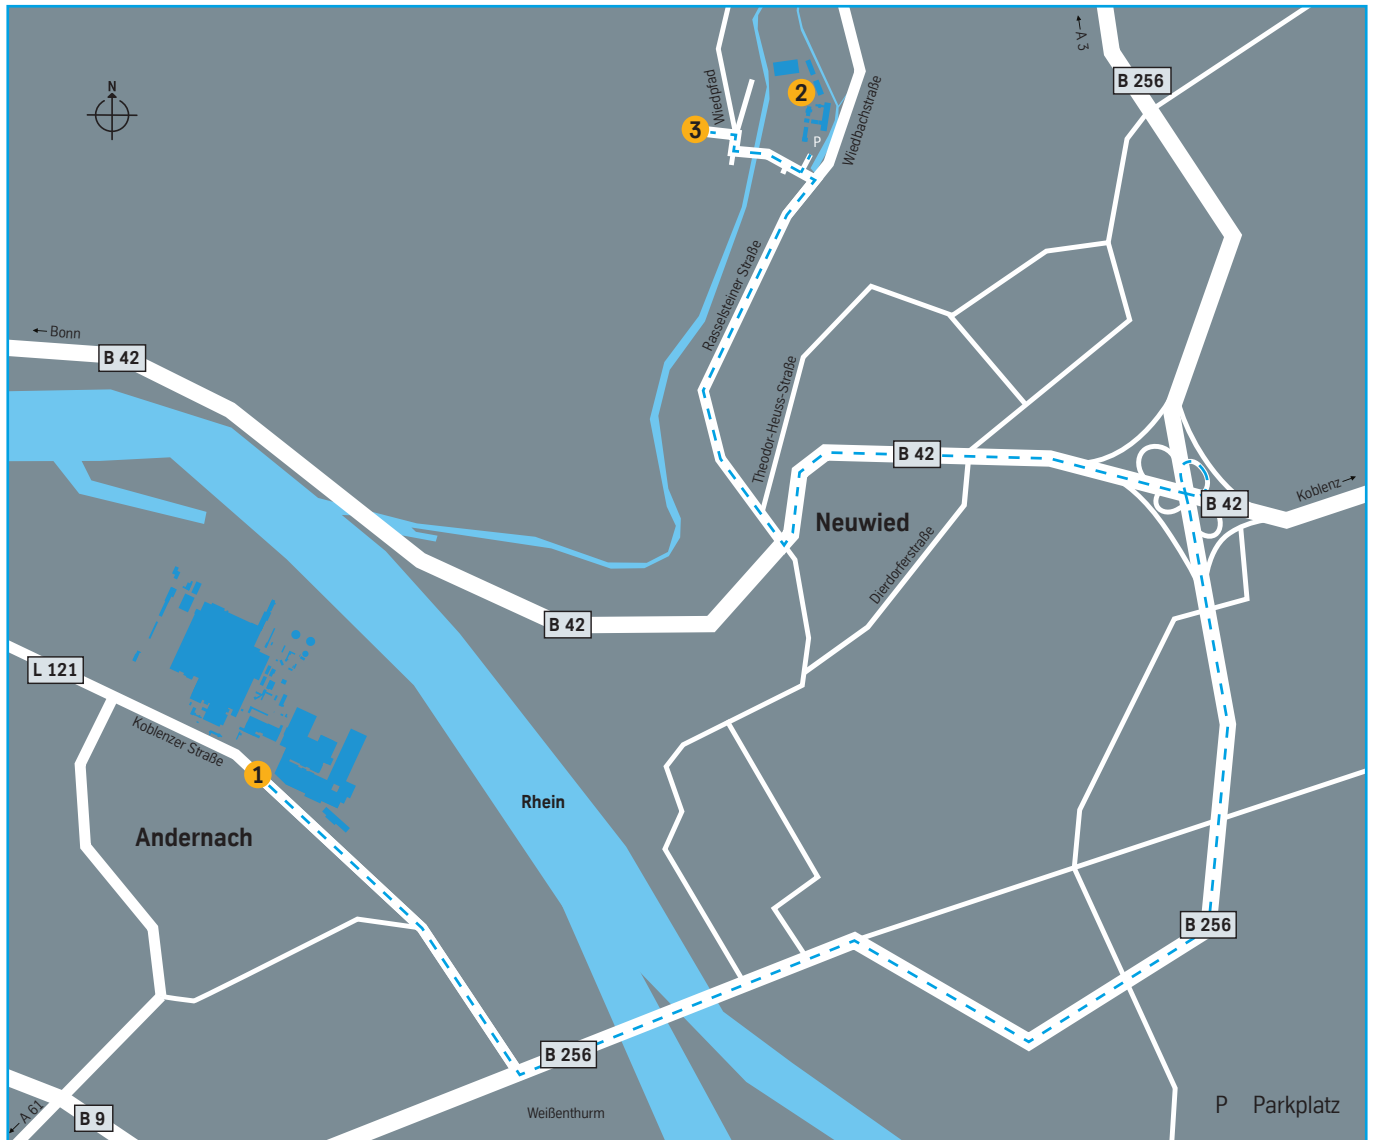 A 3
B 256
N
Wiedpfad
2
3
P
Wiedbachstraße
Rasselsteiner Straße
Bonn
B 42
Theodor-Heuss-Straße
B 42
Koblenz
B 42
Neuwied
Dierdorferstraße
B 42
L 121
Koblenzer Straße
1
Rhein
Andernach
B 256
B 256
Weißenthurm
A 61
B 9
P Parkplatz